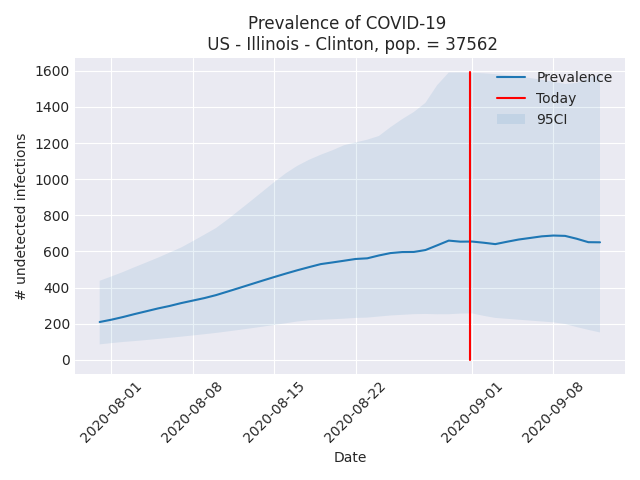 Prevalence of COVID-19
US - Illinois - Clinton, pop. = 37562
Prevalence
Today
95CI
# undetected infections
1600
1400
1200
1000
800
600
400
200
0
2020-08-01
2020-08-08
2020-08-15
2020-08-22
2020-09-01
2020-09-08
Date